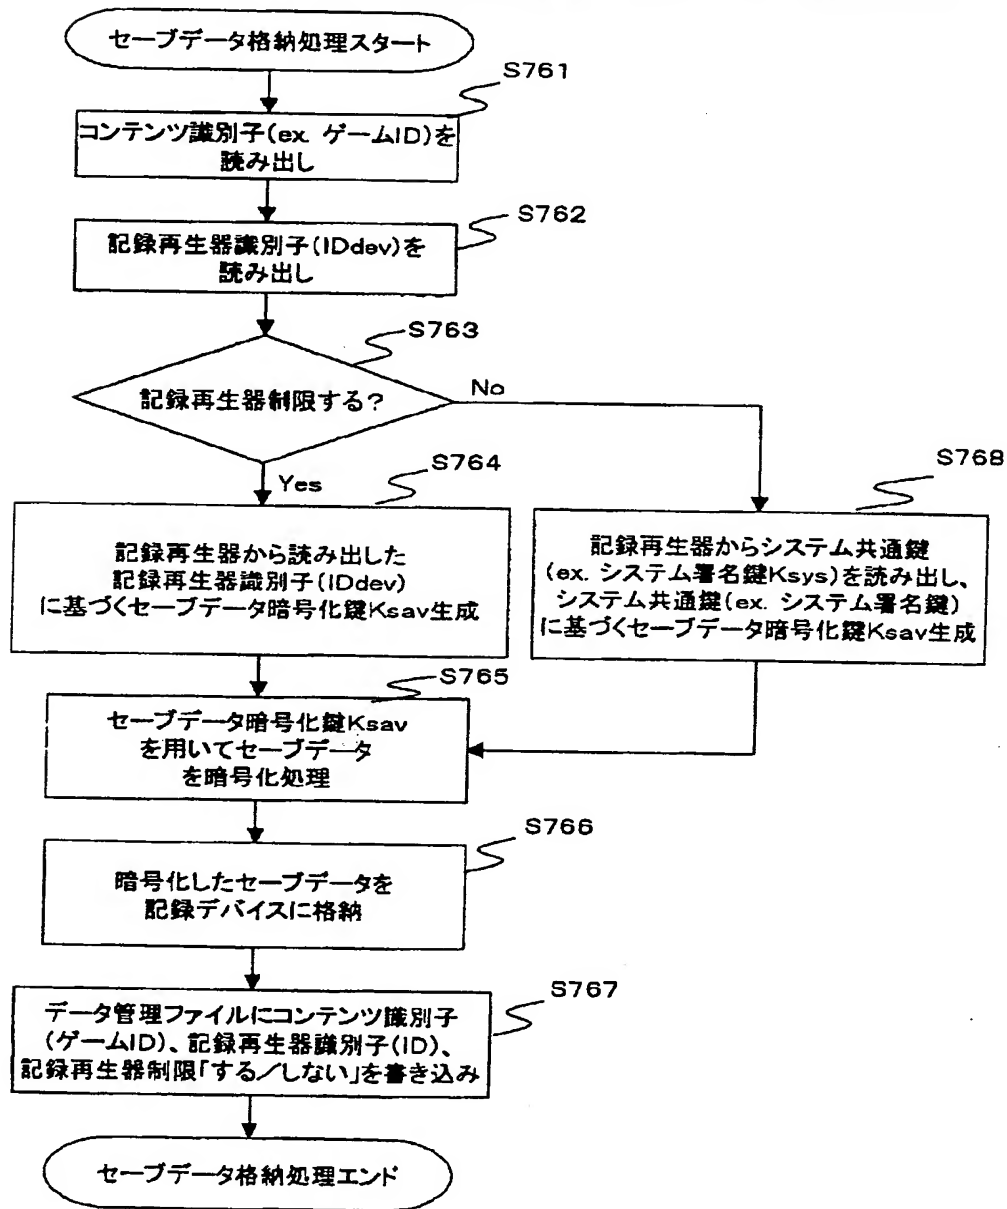 セーブデータ格納処理スタート
S761
コンテンツ識別子(ex. ゲームID)を
読み出し
S762
記録再生器識別子(IDdev)を
読み出し
S763
記録再生器制限する?
No
Yes
S764
記録再生器から読み出した
記録再生器識別子(IDdev)
に基づくセーブデータ暗号化鍵Ksav生成
S768
記録再生器からシステム共通鍵
(ex. システム署名鍵Ksys)を読み出し、
システム共通鍵(ex. システム署名鍵)
に基づくセーブデータ暗号化鍵Ksav生成
S765
セーブデータ暗号化鍵Ksav
を用いてセーブデータ
を暗号化処理
S766
暗号化したセーブデータを
記録デバイスに格納
S767
データ管理ファイルにコンテンツ識別子
(ゲームID)、記録再生器識別子(ID)、
記録再生器制限「する/しない」を書き込み
セーブデータ格納処理エンド